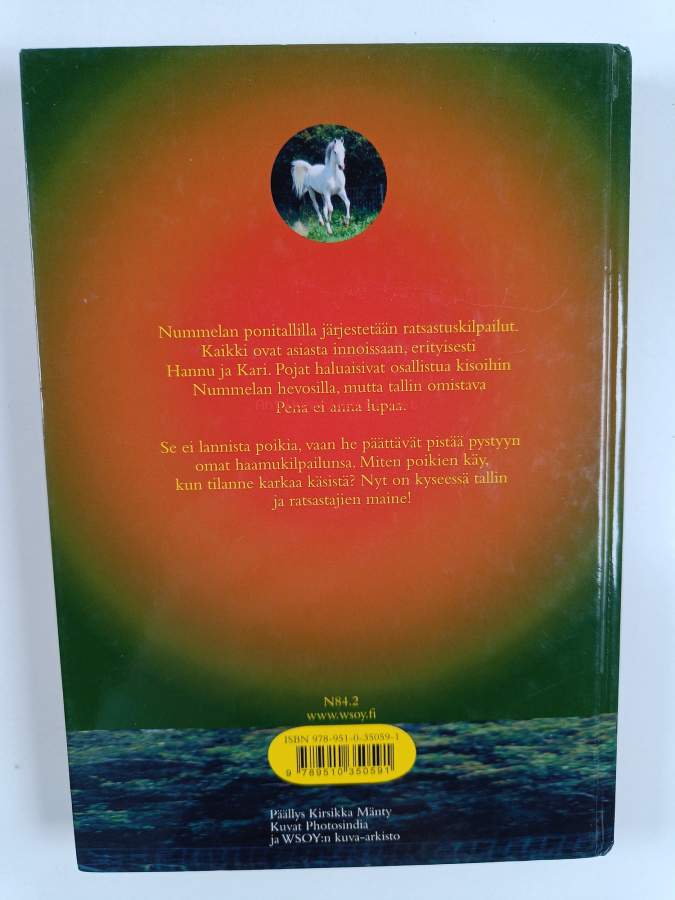 Nummelan ponitallilla järjestetään ratsastuskilpailut.
Kaikki ovat asiasta innoissaan, erityisesti
Hannu ja Kari. Pojat haluaisivat osallistua kisoihin
Nummelan hevosilla, mutta tallin omistava
Pena ei anna lupaa.
Se ei lannista poikia, vaan he päättävät pistää pystyyn
omat haamukilpailunsa. Miten poikien käy,
kun tilanne karkaa käsistä? Nyt on kyseessä tallin
ja ratsastajien maine!
N84.2
www.wsoy.fi
ISBN 978-951-0-35059-1
9 789510 350591
Päällys Kirsikka Mänty
Kuvat Photosindia
ja WSOY:n kuva-arkisto